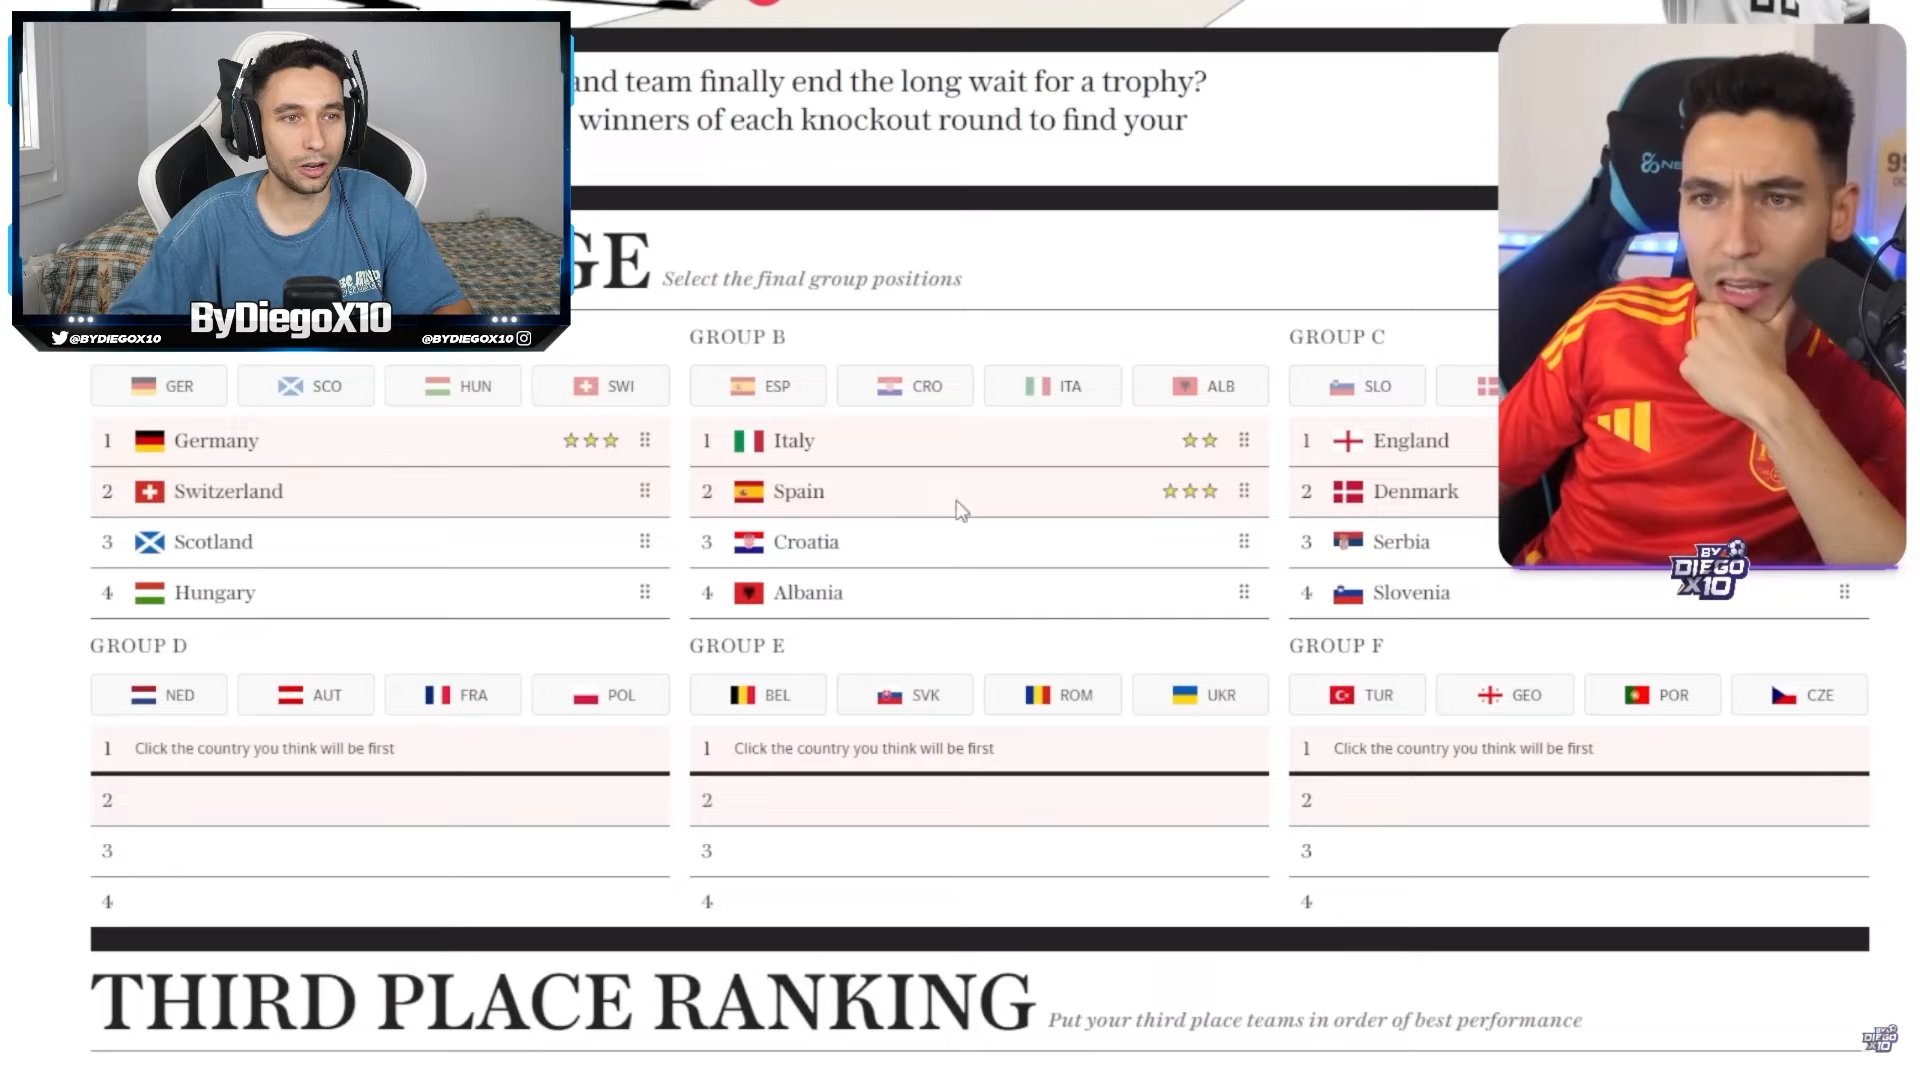 and team finally end the long wait for a trophy?
winners of each knockout round to find your
GE Select the final group positions
ByDiegoX10
@BYDIEGOX10
@BYDIEGOX10
GER SCO HUN SWI
1 Germany
2 Switzerland
3 Scotland
4 Hungary
GROUP B
ESP CRO ITA ALB
1 Italy
2 Spain
3 Croatia
4 Albania
GROUP C
SLO
1 England
2 Denmark
3 Serbia
4 Slovenia
BY
DIEGO
X10
GROUP D
NED AUT FRA POL
1 Click the country you think will be first
2
3
4
GROUP E
BEL SVK ROM UKR
1 Click the country you think will be first
2
3
4
GROUP F
TUR GEO POR CZE
1 Click the country you think will be first
2
3
4
THIRD PLACE RANKING Put your third place teams in order of best performance
BY
DIEGO
X10